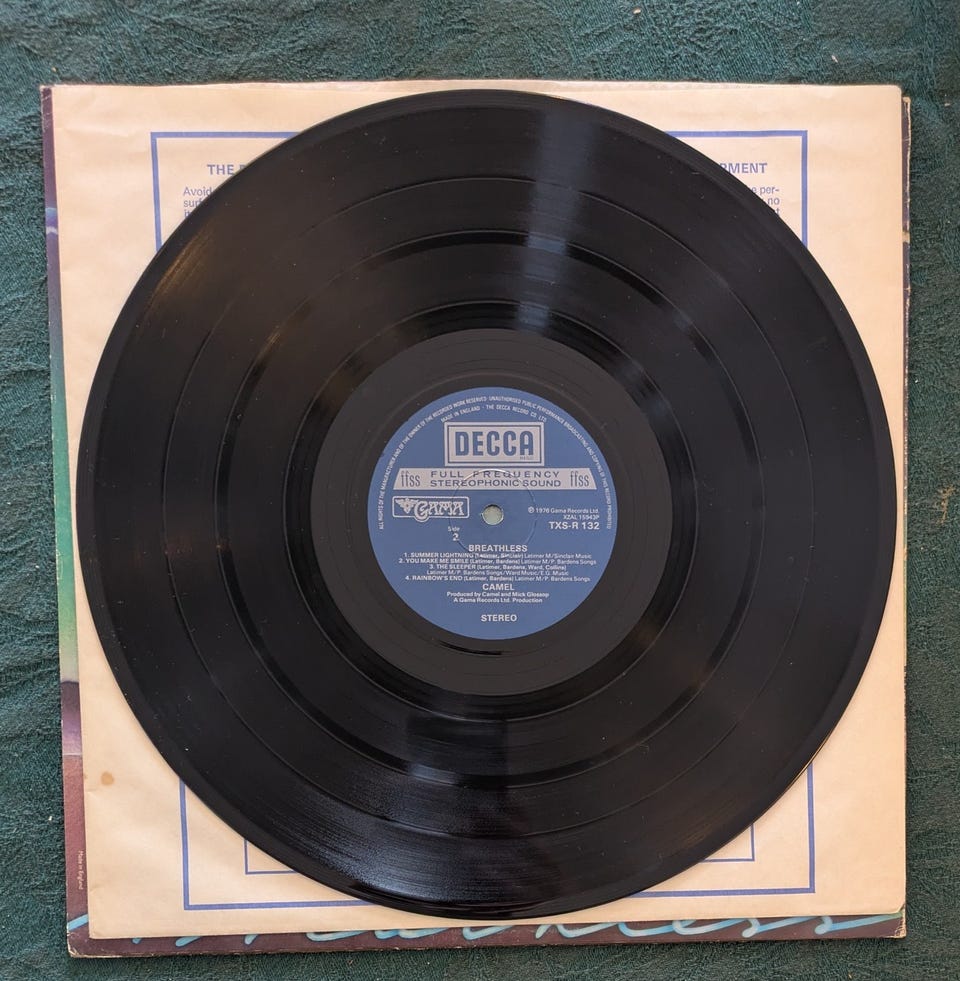 THE
RMENT
Avoid
e per-
surf
no
ALL RIGHTS OF THE MANUFACTURER AND OF THE OWNER OF THE RECORDED WORK RESERVED · UNAUTHORISED PUBLIC PERFORMANCE BROADCASTING AND COPYING OF THIS RECORD PROHIBITED
MADE IN ENGLAND · THE DECCA RECORD CO. LTD.
DECCA
ffss FULL FREQUENCY ffss
STEREOPHONIC SOUND
GAMA
℗ 1978 Gama Records Ltd.
XZAL 15943P
TXS-R 132
Side
2
BREATHLESS
1. SUMMER LIGHTNING (Latimer, Sinclair) Latimer M/Sinclair Music
2. YOU MAKE ME SMILE (Latimer, Bardens) Latimer M/P. Bardens Songs
3. THE SLEEPER (Latimer, Bardens, Ward, Collins)
Latimer M/P. Bardens Songs/Ward Music/E.G. Music
4. RAINBOW'S END (Latimer, Bardens) Latimer M/P. Bardens Songs
CAMEL
Produced by Camel and Mick Glossop
A Gama Records Ltd. Production
STEREO
Made in England